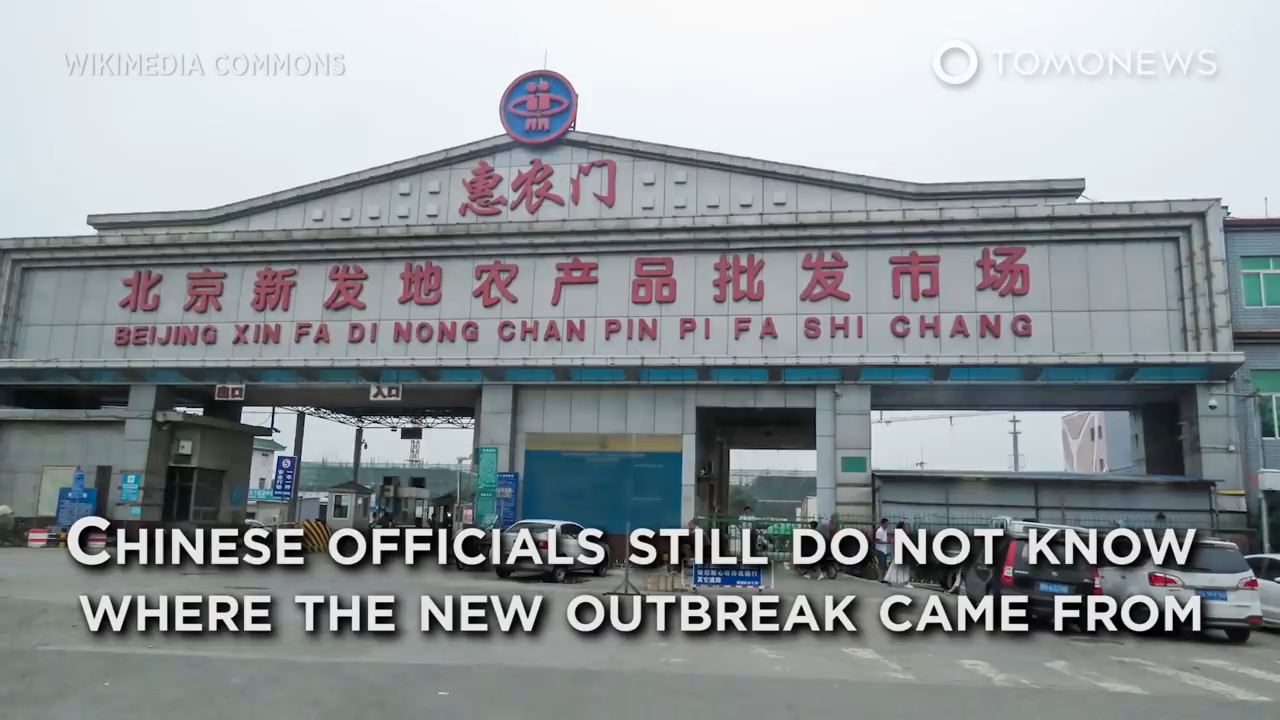 WIKIMEDIA COMMONS
TOMONEWS
惠农门
北京新发地农产品批发市场
BEIJING XIN FA DI NONG CHAN PIN PI FA SHI CHANG
出口
入口
CHINESE OFFICIALS STILL DO NOT KNOW
WHERE THE NEW OUTBREAK CAME FROM